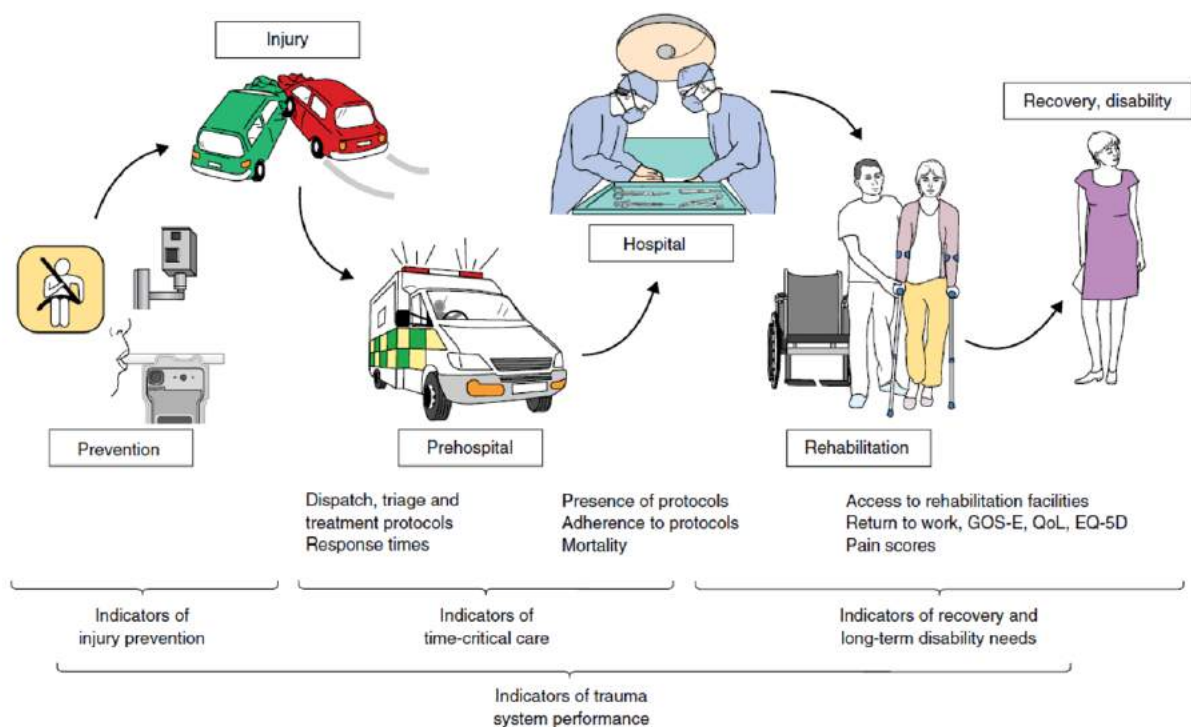 Injury
Recovery, disability
Hospital
Prevention
Prehospital
Rehabilitation
Dispatch, triage and
treatment protocols
Response times
Presence of protocols
Adherence to protocols
Mortality
Access to rehabilitation facilities
Return to work, GOS-E, QoL, EQ-5D
Pain scores
Indicators of
injury prevention
Indicators of
time-critical care
Indicators of recovery and
long-term disability needs
Indicators of trauma
system performance